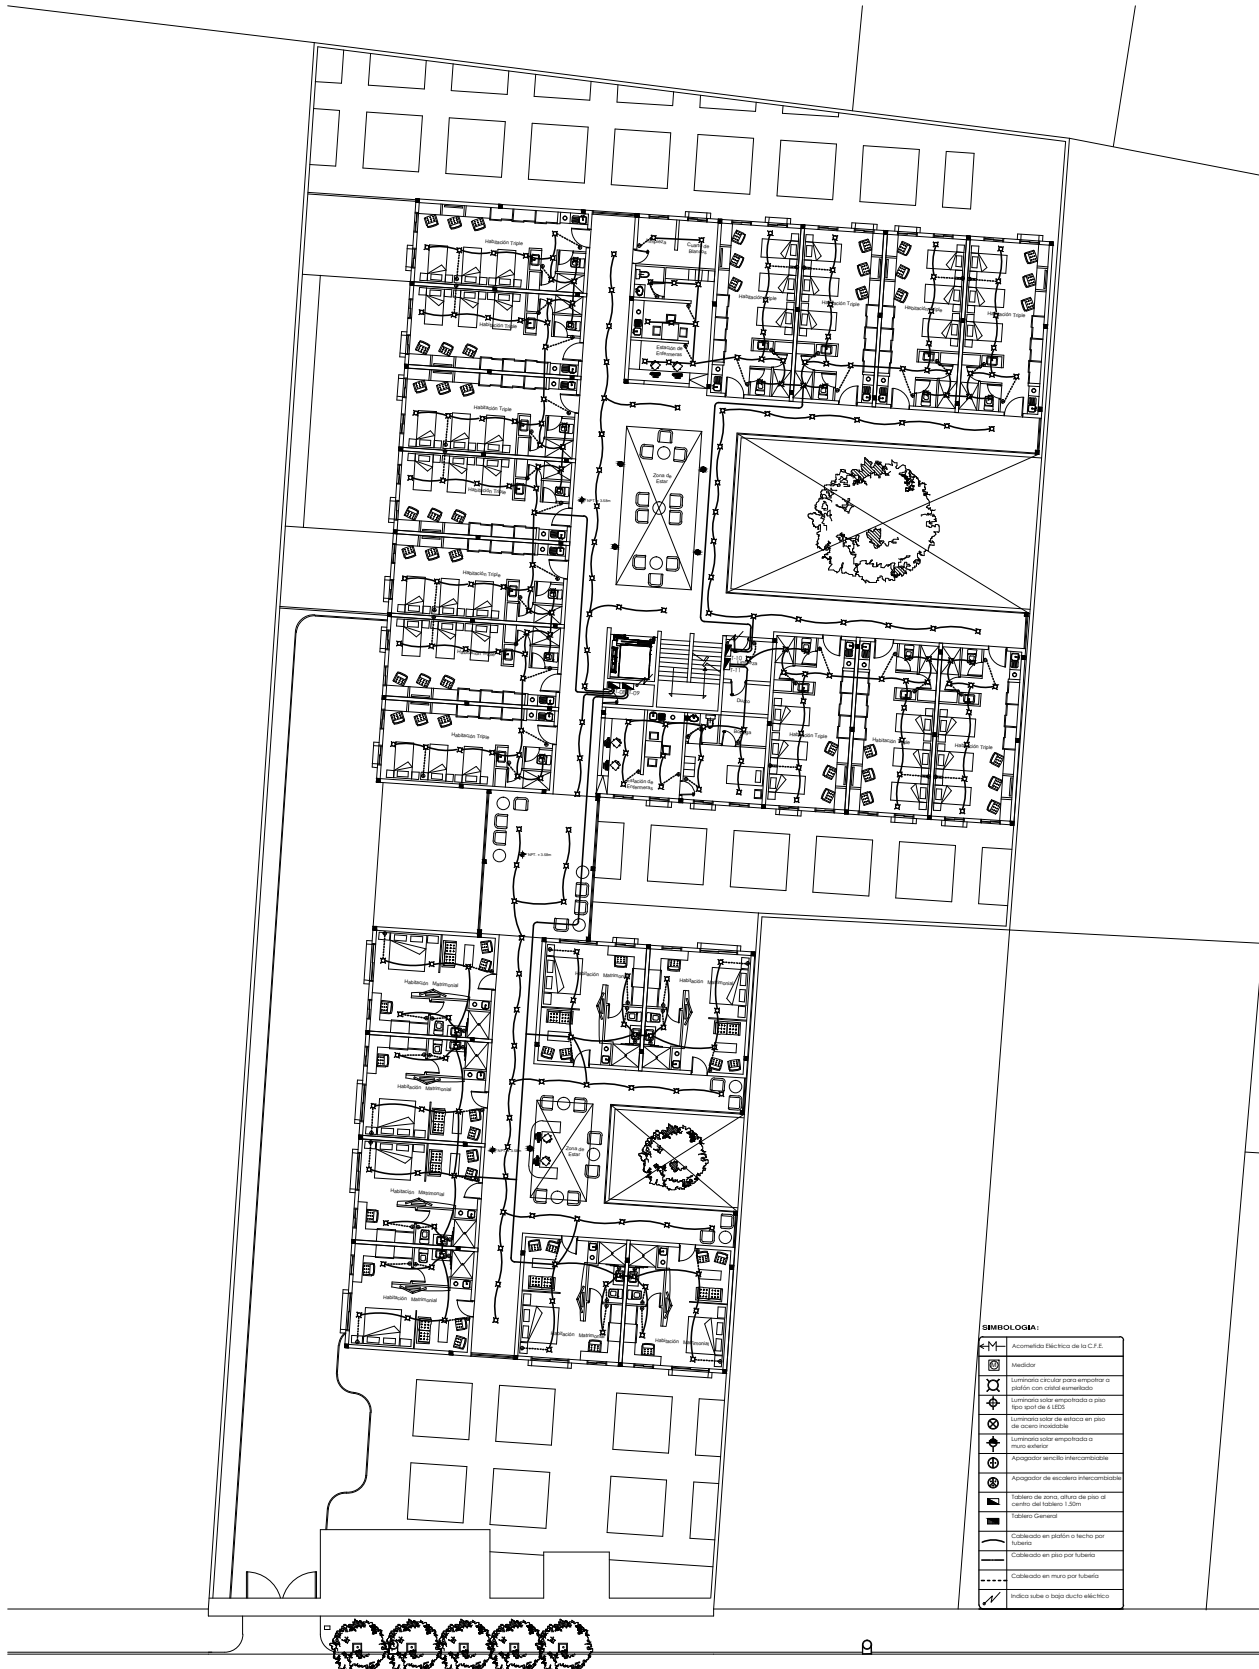 Habitación Triple
Cuarto de
Blancos
Habitación Triple
Habitación Triple
Habitación Triple
Habitación Triple
Habitación Triple
Estación de
Enfermeras
Habitación Triple
Zona de
Estar
Habitación Triple
Habitación Triple
Habitación Triple
Ducto
Habitación Triple
Habitación Triple
Habitación Triple
Habitación Triple
Bodega
Estación de
Enfermeras
Habitación Matrimonial
Habitación Matrimonial
Habitación Matrimonial
Habitación Matrimonial
Zona de
Estar
Habitación Matrimonial
Habitación Matrimonial
Habitación Matrimonial
Habitación Matrimonial
SIMBOLOGIA:
M
Acometida Eléctrica de la C.F.E.
Medidor
Luminaria circular para empotrar a
plafón con cristal esmerilado
Luminaria solar empotrada a piso
tipo spot de 6 LEDS
Luminaria solar de estaca en piso
de acero inoxidable
Luminaria solar empotrada a
muro exterior
Apagador sencillo intercambiable
Apagador de escalera intercambiable
Tablero de zona, altura de piso al
centro del tablero 1.50m
Tablero General
Cableado en plafón o techo por
tubería
Cableado en piso por tubería
Cableado en muro por tubería
Indica sube o baja ducto eléctrico